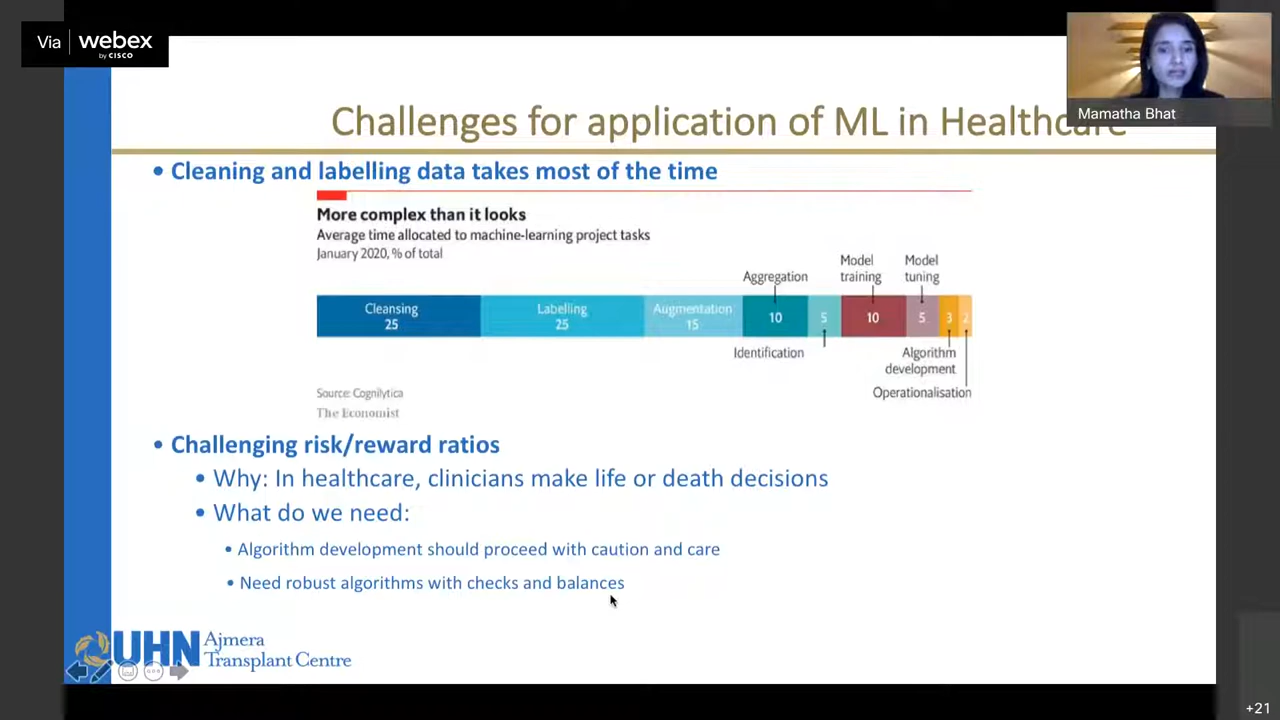 Via webex
by CISCO
Mamatha Bhat
Challenges for application of ML in Healthcare
• Cleaning and labelling data takes most of the time
More complex than it looks
Average time allocated to machine-learning project tasks
January 2020, % of total
Aggregation
Model
training
Model
tuning
Cleansing
25
Labelling
25
Augmentation
15
10
5
10
5
3
2
Identification
Algorithm
development
Operationalisation
Source: Cognilytica
The Economist
• Challenging risk/reward ratios
• Why: In healthcare, clinicians make life or death decisions
• What do we need:
• Algorithm development should proceed with caution and care
• Need robust algorithms with checks and balances
UHN Ajmera
Transplant Centre
+21